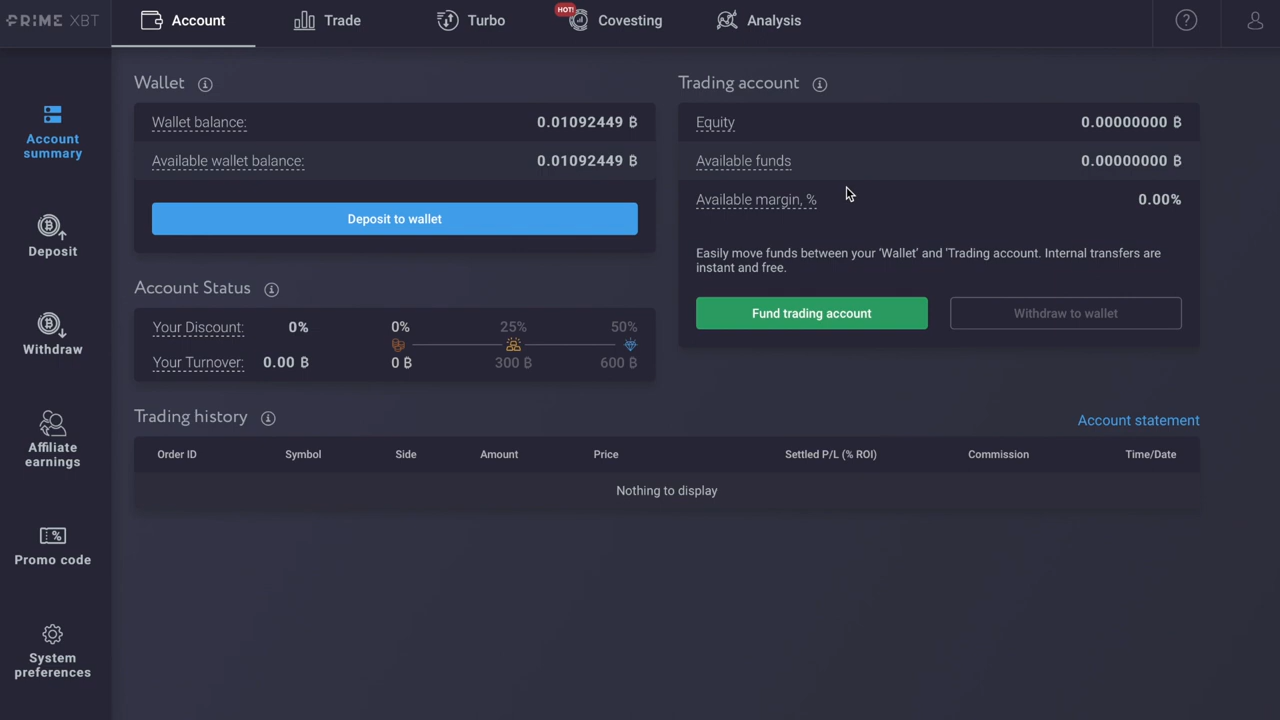 PRIME XBT
Account
Trade
HOT!
Turbo
Covesting
Analysis
?
Account
summary
Deposit
Withdraw
Affiliate
earnings
Promo code
System
preferences
Wallet
Wallet balance: 0.01092449 ₿
Available wallet balance: 0.01092449 ₿
Deposit to wallet
Trading account
Equity 0.00000000 ₿
Available funds 0.00000000 ₿
Available margin, % 0.00%
Easily move funds between your 'Wallet' and 'Trading account. Internal transfers are
instant and free.
Fund trading account
Withdraw to wallet
Account Status
Your Discount: 0% 0% 25% 50%
Your Turnover: 0.00 ₿ 0 ₿ 300 ₿ 600 ₿
Trading history
Account statement
Order ID Symbol Side Amount Price Settled P/L (% ROI) Commission Time/Date
Nothing to display